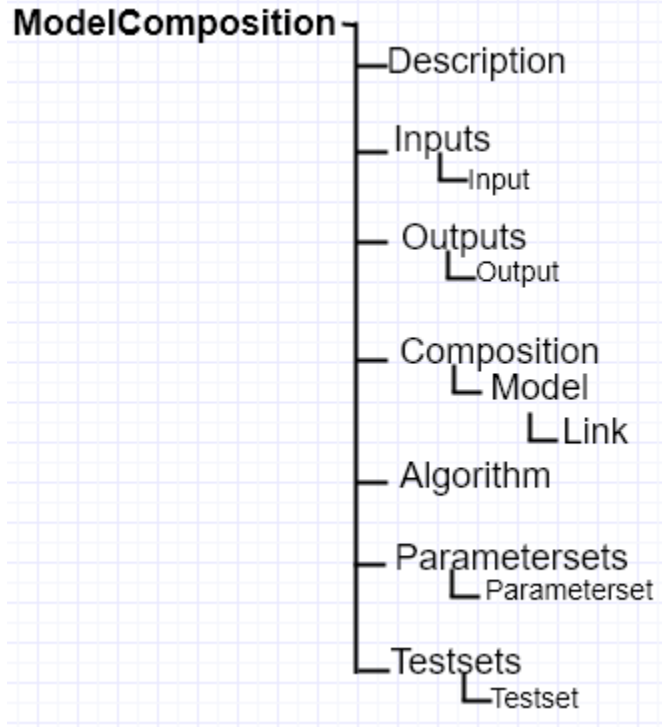 ModelComposition
Description
Inputs
Input
Outputs
Output
Composition
Model
Link
Algorithm
Parametersets
Parameterset
Testsets
Testset